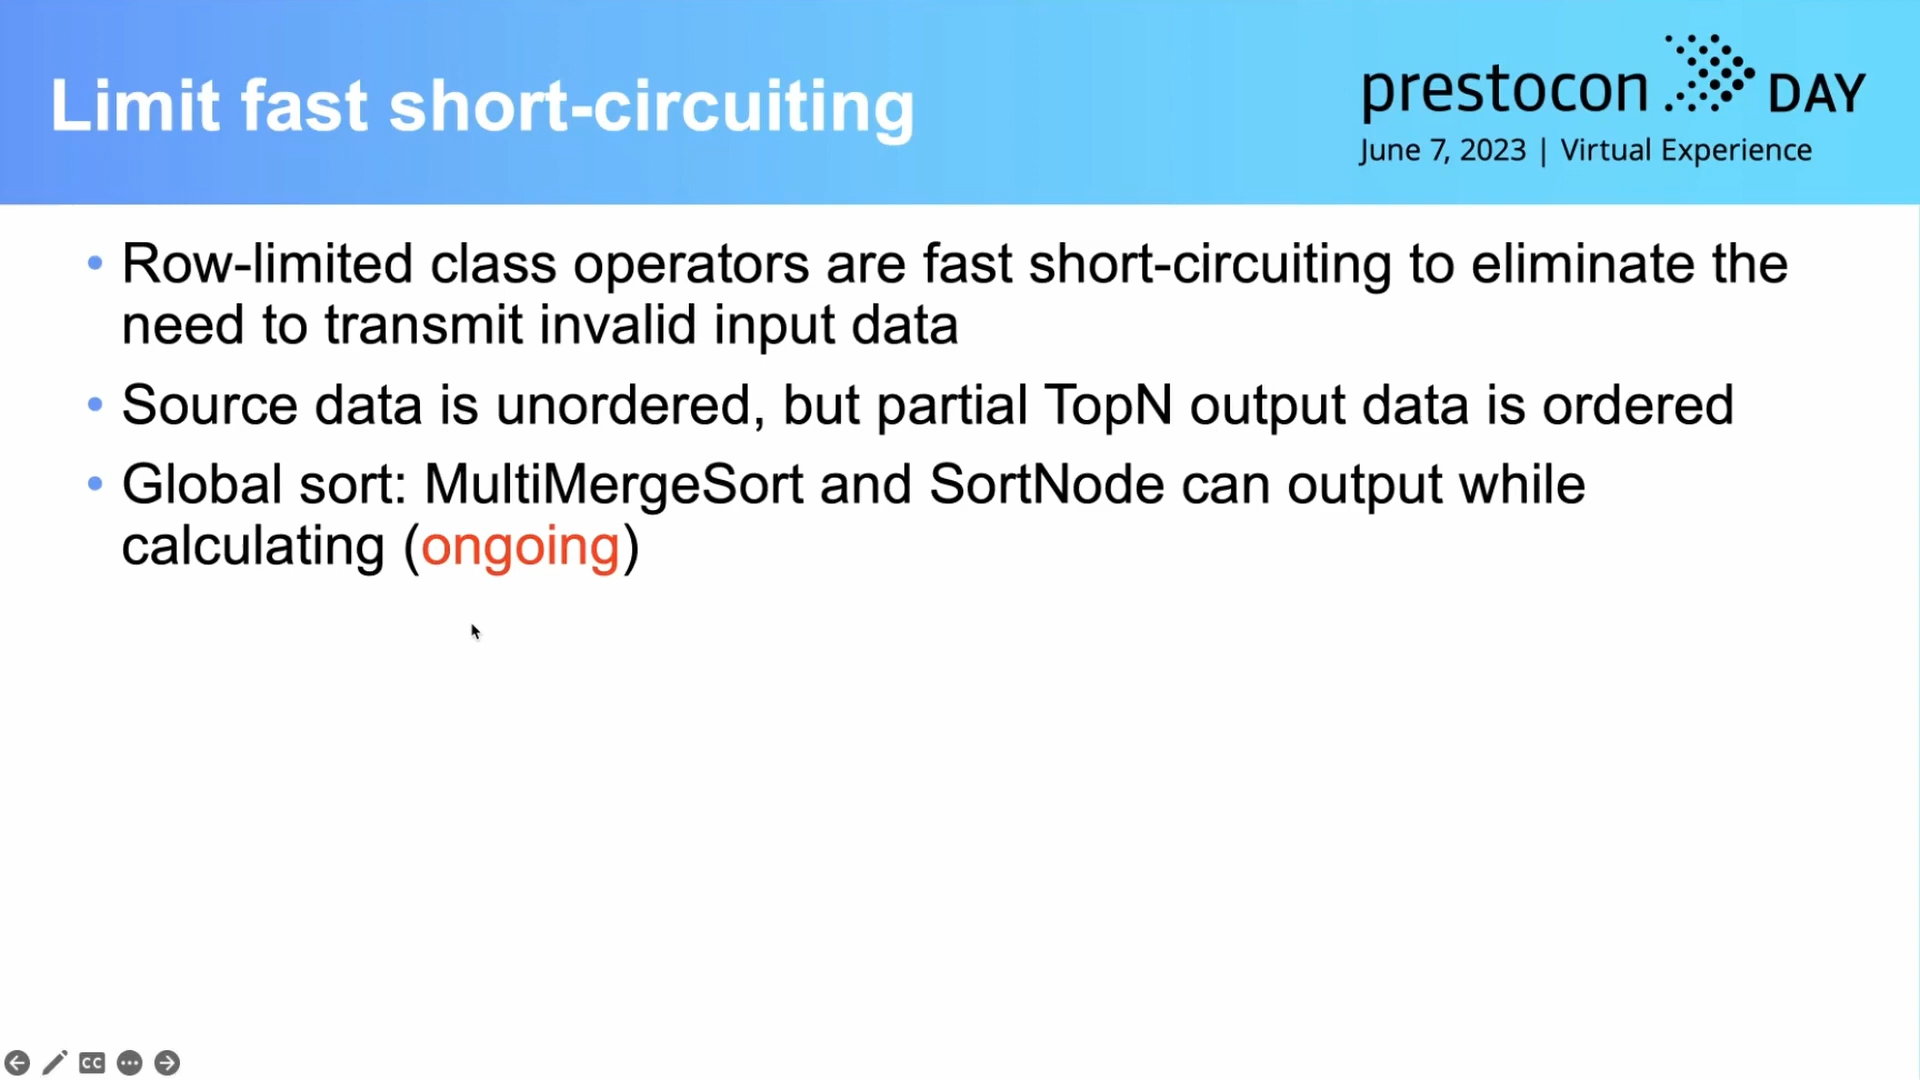 Limit fast short-circuiting
prestocon DAY
June 7, 2023 | Virtual Experience
• Row-limited class operators are fast short-circuiting to eliminate the
need to transmit invalid input data
• Source data is unordered, but partial TopN output data is ordered
• Global sort: MultiMergeSort and SortNode can output while
calculating (ongoing)
CC